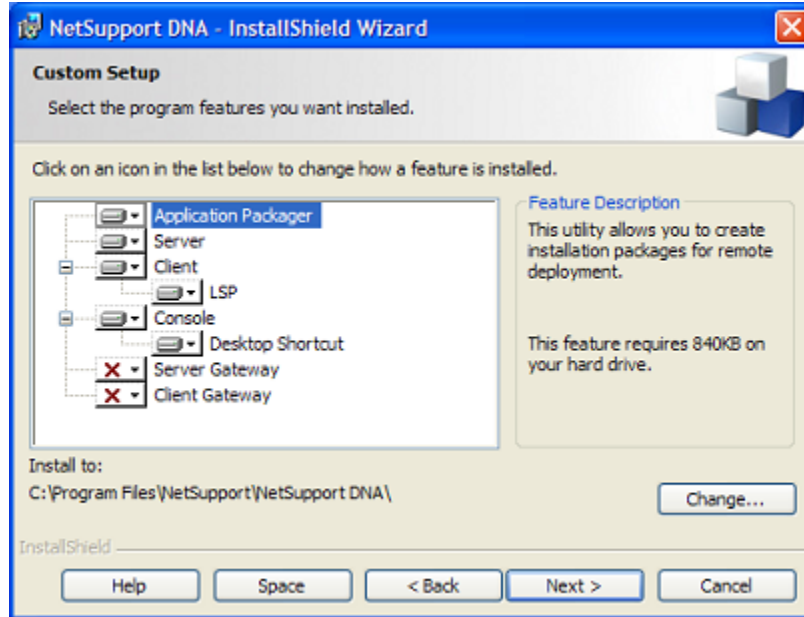 NetSupport DNA - InstallShield Wizard
Custom Setup
Select the program features you want installed.
Click on an icon in the list below to change how a feature is installed.
Application Packager
Server
Client
LSP
Console
Desktop Shortcut
Server Gateway
Client Gateway
Feature Description
This utility allows you to create
installation packages for remote
deployment.
This feature requires 840KB on
your hard drive.
Install to:
C:\Program Files\NetSupport\NetSupport DNA\
Change...
InstallShield
Help
Space
< Back
Next >
Cancel